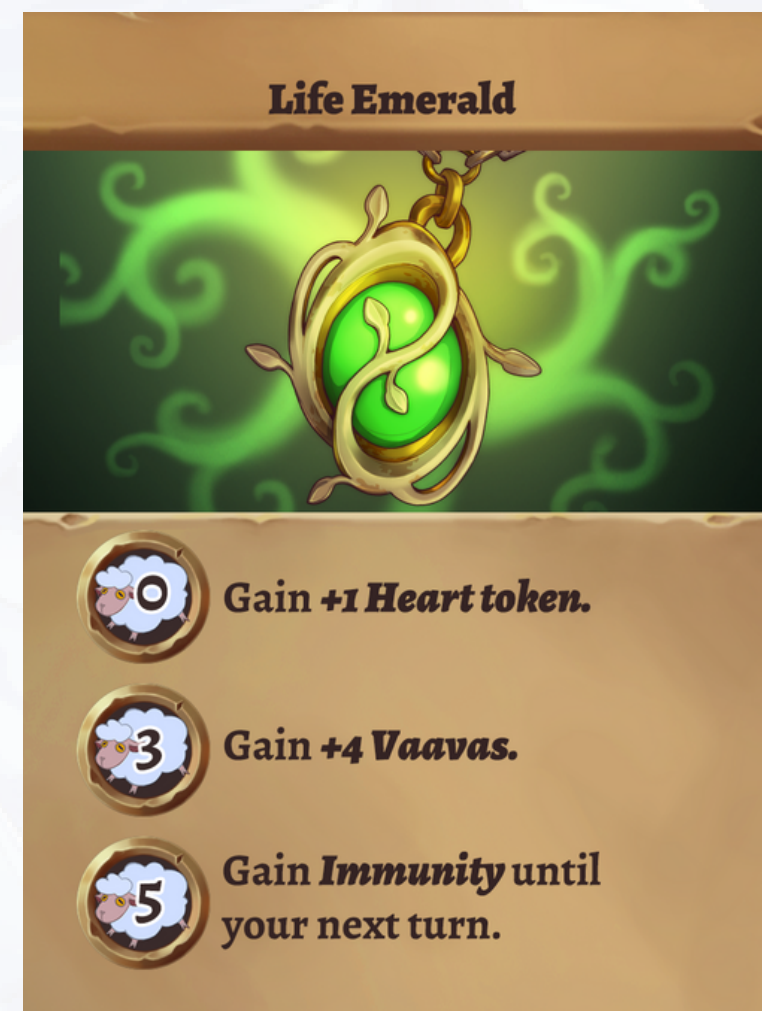 Life Emerald
0 Gain +1 Heart token.
3 Gain +4 Vaavas.
5 Gain Immunity until
your next turn.